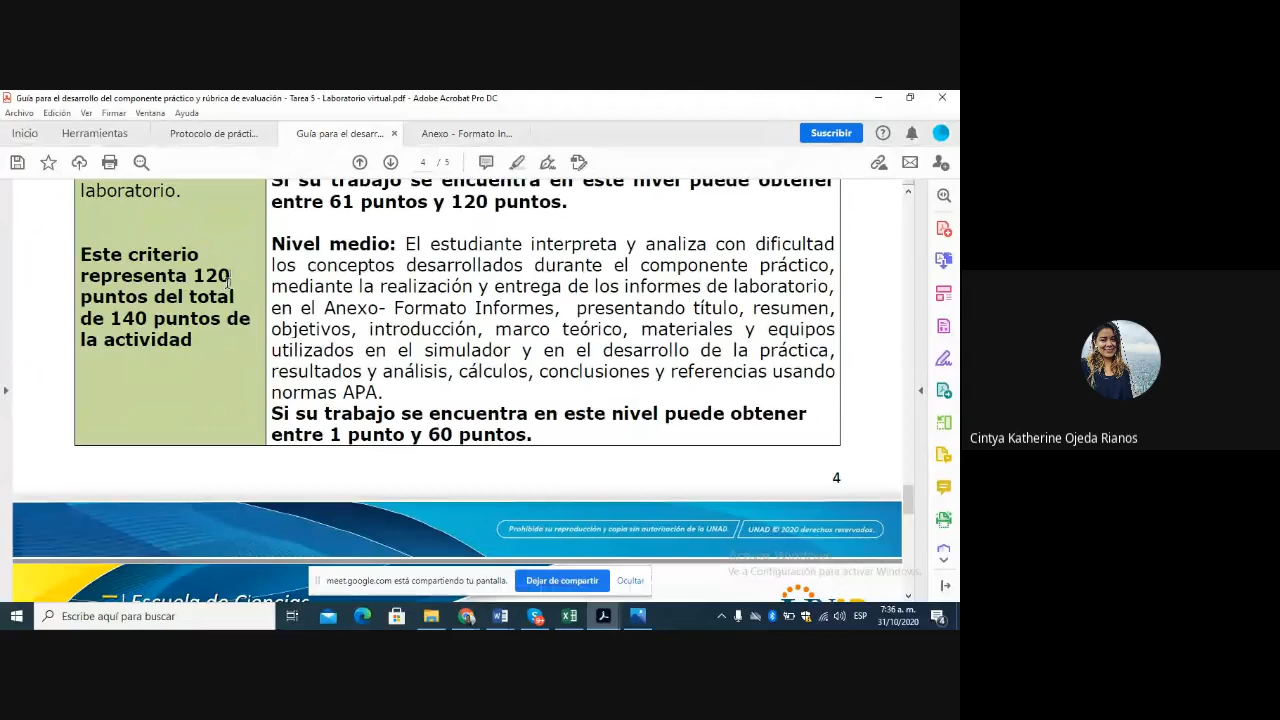 Guía para el desarrollo del componente práctico y rúbrica de evaluación - Tarea 5 - Laboratorio virtual.pdf - Adobe Acrobat Pro DC
Archivo Edición Ver Firmar Ventana Ayuda
Inicio Herramientas Protocolo de prácti... Guía para el desarr... × Anexo - Formato In... Suscribir
4 / 5
laboratorio.
Este criterio
representa 120
puntos del total
de 140 puntos de
la actividad
Si su trabajo se encuentra en este nivel puede obtener
entre 61 puntos y 120 puntos.
Nivel medio: El estudiante interpreta y analiza con dificultad
los conceptos desarrollados durante el componente práctico,
mediante la realización y entrega de los informes de laboratorio,
en el Anexo- Formato Informes, presentando título, resumen,
objetivos, introducción, marco teórico, materiales y equipos
utilizados en el simulador y en el desarrollo de la práctica,
resultados y análisis, cálculos, conclusiones y referencias usando
normas APA.
Si su trabajo se encuentra en este nivel puede obtener
entre 1 punto y 60 puntos.
4
Prohibida su reproducción y copia sin autorización de la UNAD. UNAD © 2020 derechos reservados.
Activar Windows
Ve a Configuración para activar Windows.
meet.google.com está compartiendo tu pantalla. Dejar de compartir Ocultar
Escuela de Ciencias
Escribe aquí para buscar
ESP
7:36 a. m.
31/10/2020
4
Cintya Katherine Ojeda Rianos